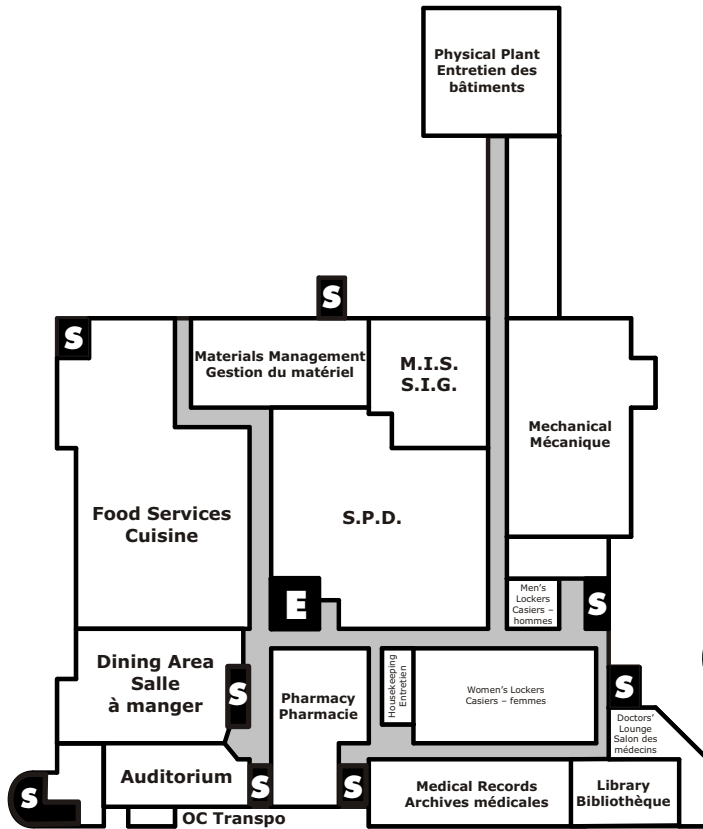 Physical Plant
Entretien des
bâtiments
S
S
Materials Management
Gestion du matériel
M.I.S.
S.I.G.
Mechanical
Mécanique
Food Services
Cuisine
S.P.D.
E
Men's
Lockers
Casiers –
hommes
S
Dining Area
Salle
à manger
S
Pharmacy
Pharmacie
Housekeeping
Entretien
Women's Lockers
Casiers – femmes
S
Doctors'
Lounge
Salon des
médecins
Auditorium
S
S
S
Medical Records
Archives médicales
Library
Bibliothèque
OC Transpo